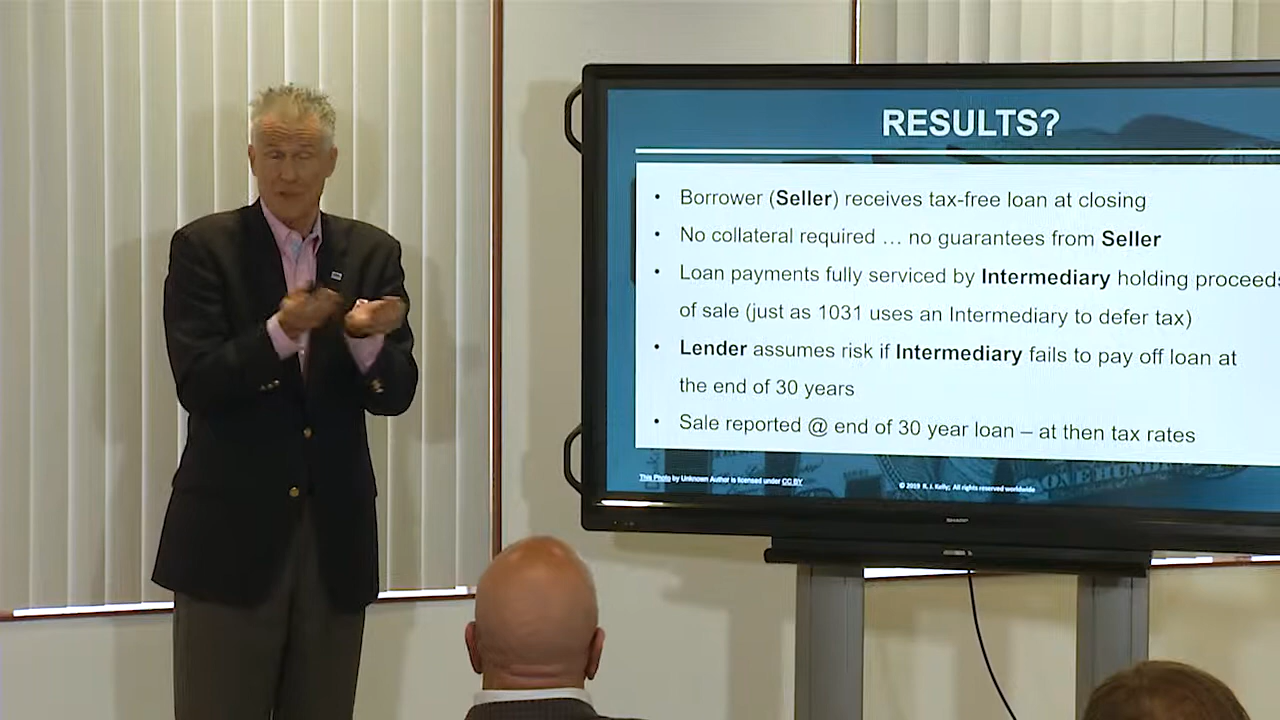 RESULTS?
• Borrower (Seller) receives tax-free loan at closing
• No collateral required … no guarantees from Seller
• Loan payments fully serviced by Intermediary holding proceeds
of sale (just as 1031 uses an Intermediary to defer tax)
• Lender assumes risk if Intermediary fails to pay off loan at
the end of 30 years
• Sale reported @ end of 30 year loan – at then tax rates
This Photo by Unknown Author is licensed under CC BY
© 2019 R. J. Kelly; All rights reserved worldwide
SHARP